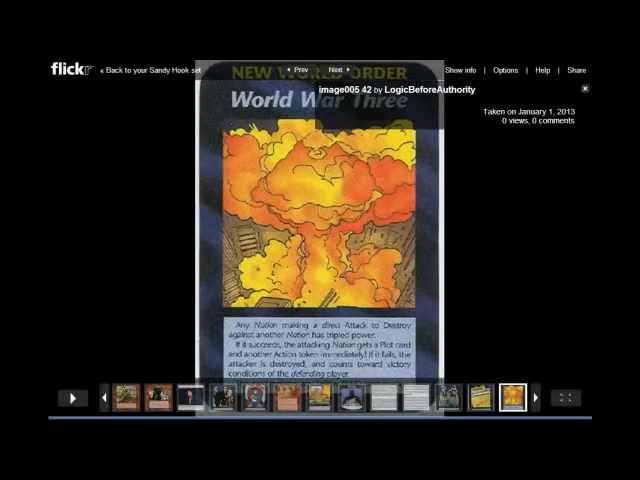 flickr
« Back to your Sandy Hook set
Prev
Next
Show info | Options | Help | Share
NEW WORLD ORDER
World War Three
image005 42 by LogicBeforeAuthority
Taken on January 1, 2013
0 views, 0 comments
Any Nation making a direct Attack to Destroy
against another Nation has tripled power.
If it succeeds, the attacking Nation gets a Plot card
and another Action token immediately! If it fails, the
attacker is destroyed, and counts toward victory
conditions of the defending player.